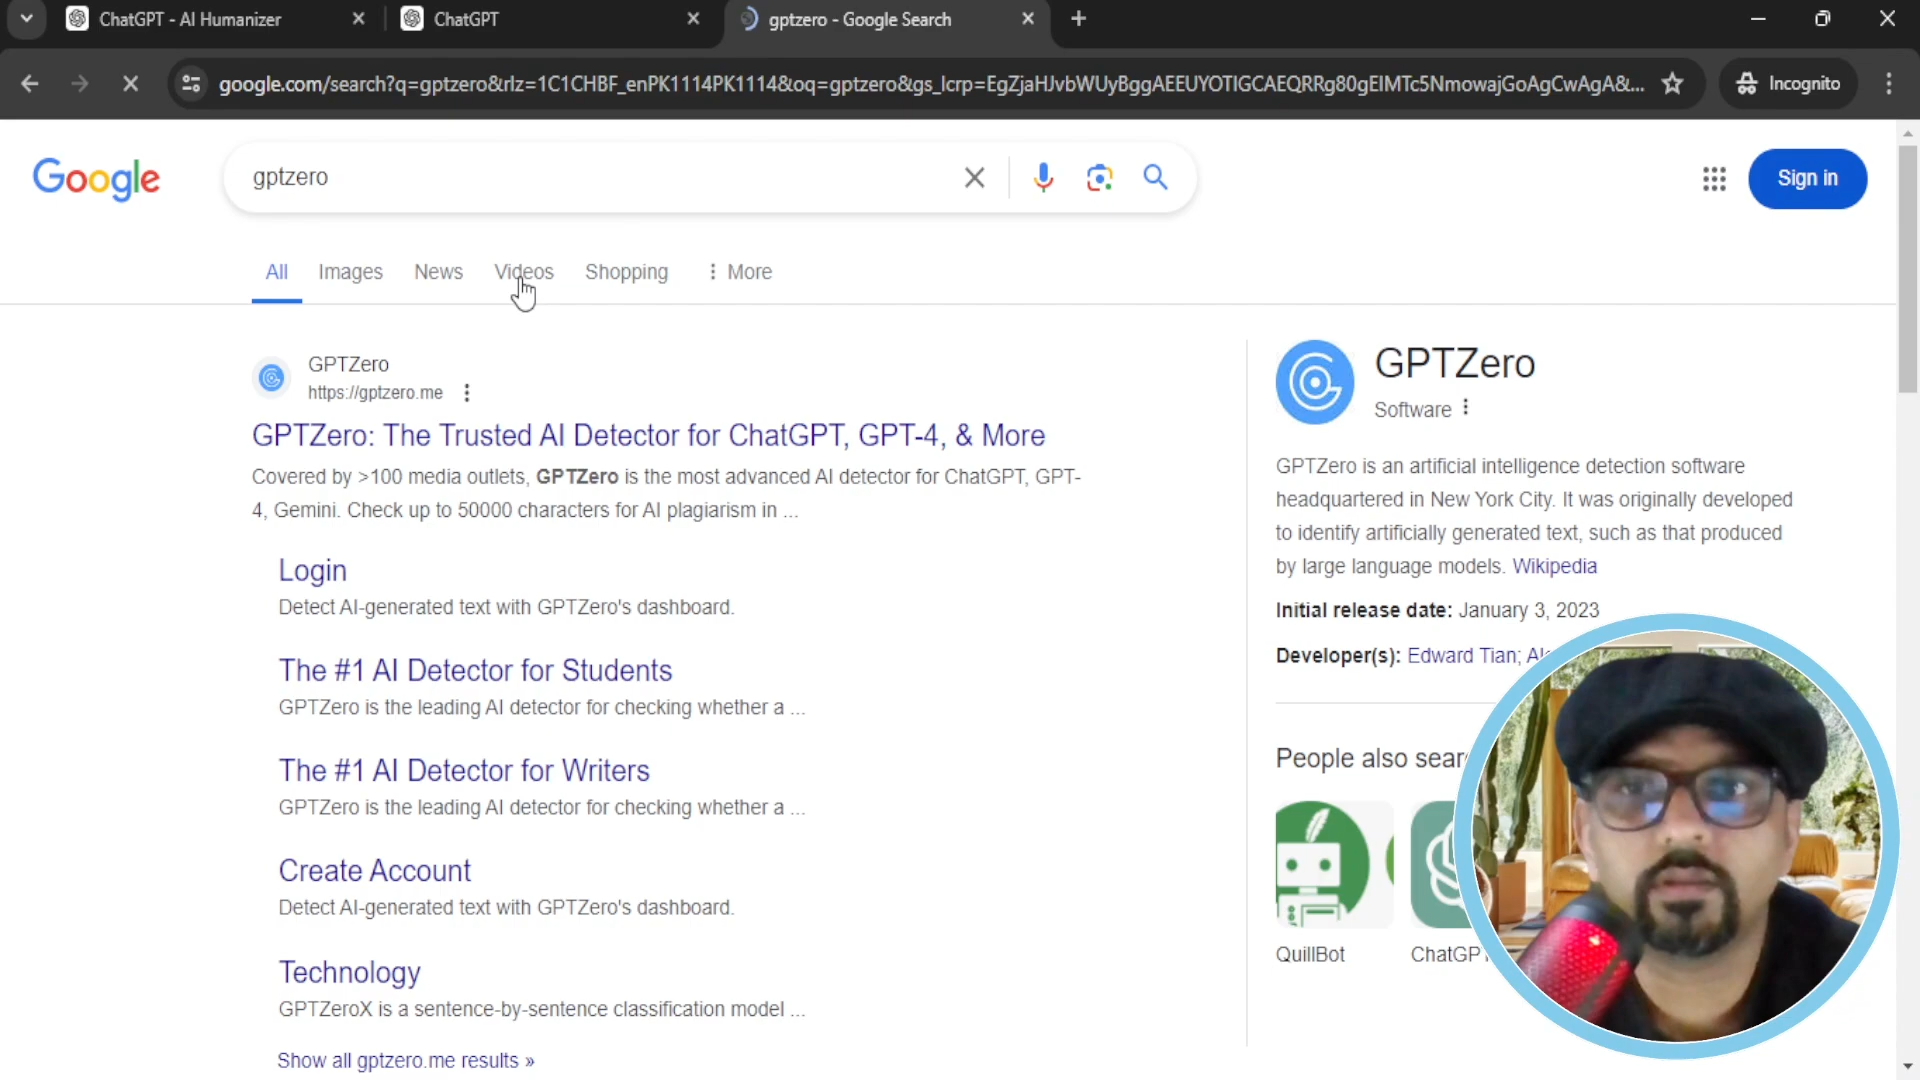 ChatGPT - AI Humanizer
ChatGPT
gptzero - Google Search
google.com/search?q=gptzero&rlz=1C1CHBF_enPK1114PK1114&oq=gptzero&gs_lcrp=EgZjaHJvbWUyBggAEEUYOTIGCAEQRRg80gEIMTc5NmowajGoAgCwAgA&...
Incognito
Google
gptzero
Sign in
All
Images
News
Videos
Shopping
More
GPTZero
https://gptzero.me
GPTZero: The Trusted AI Detector for ChatGPT, GPT-4, & More
Covered by >100 media outlets, GPTZero is the most advanced AI detector for ChatGPT, GPT-
4, Gemini. Check up to 50000 characters for AI plagiarism in ...
Login
Detect AI-generated text with GPTZero's dashboard.
The #1 AI Detector for Students
GPTZero is the leading AI detector for checking whether a ...
The #1 AI Detector for Writers
GPTZero is the leading AI detector for checking whether a ...
Create Account
Detect AI-generated text with GPTZero's dashboard.
Technology
GPTZeroX is a sentence-by-sentence classification model ...
Show all gptzero.me results »
GPTZero
Software
GPTZero is an artificial intelligence detection software
headquartered in New York City. It was originally developed
to identify artificially generated text, such as that produced
by large language models. Wikipedia
Initial release date: January 3, 2023
Developer(s): Edward Tian;
People also
QuillBot